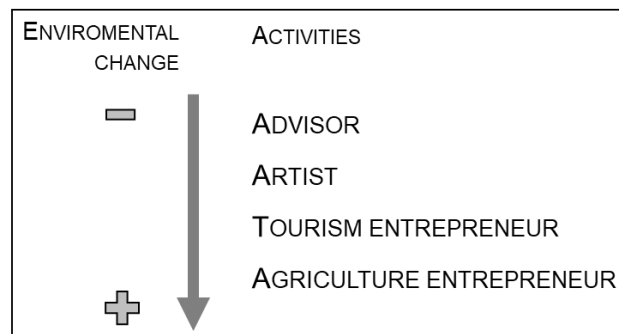 ENVIROMENTAL CHANGE
ACTIVITIES
ADVISOR
ARTIST
TOURISM ENTREPRENEUR
AGRICULTURE ENTREPRENEUR